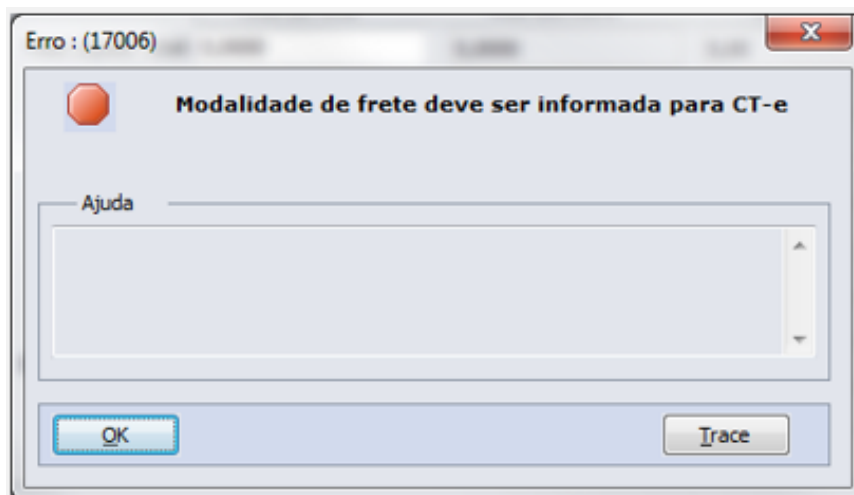 Erro : (17006)
Modalidade de frete deve ser informada para CT-e
Ajuda
OK
Trace